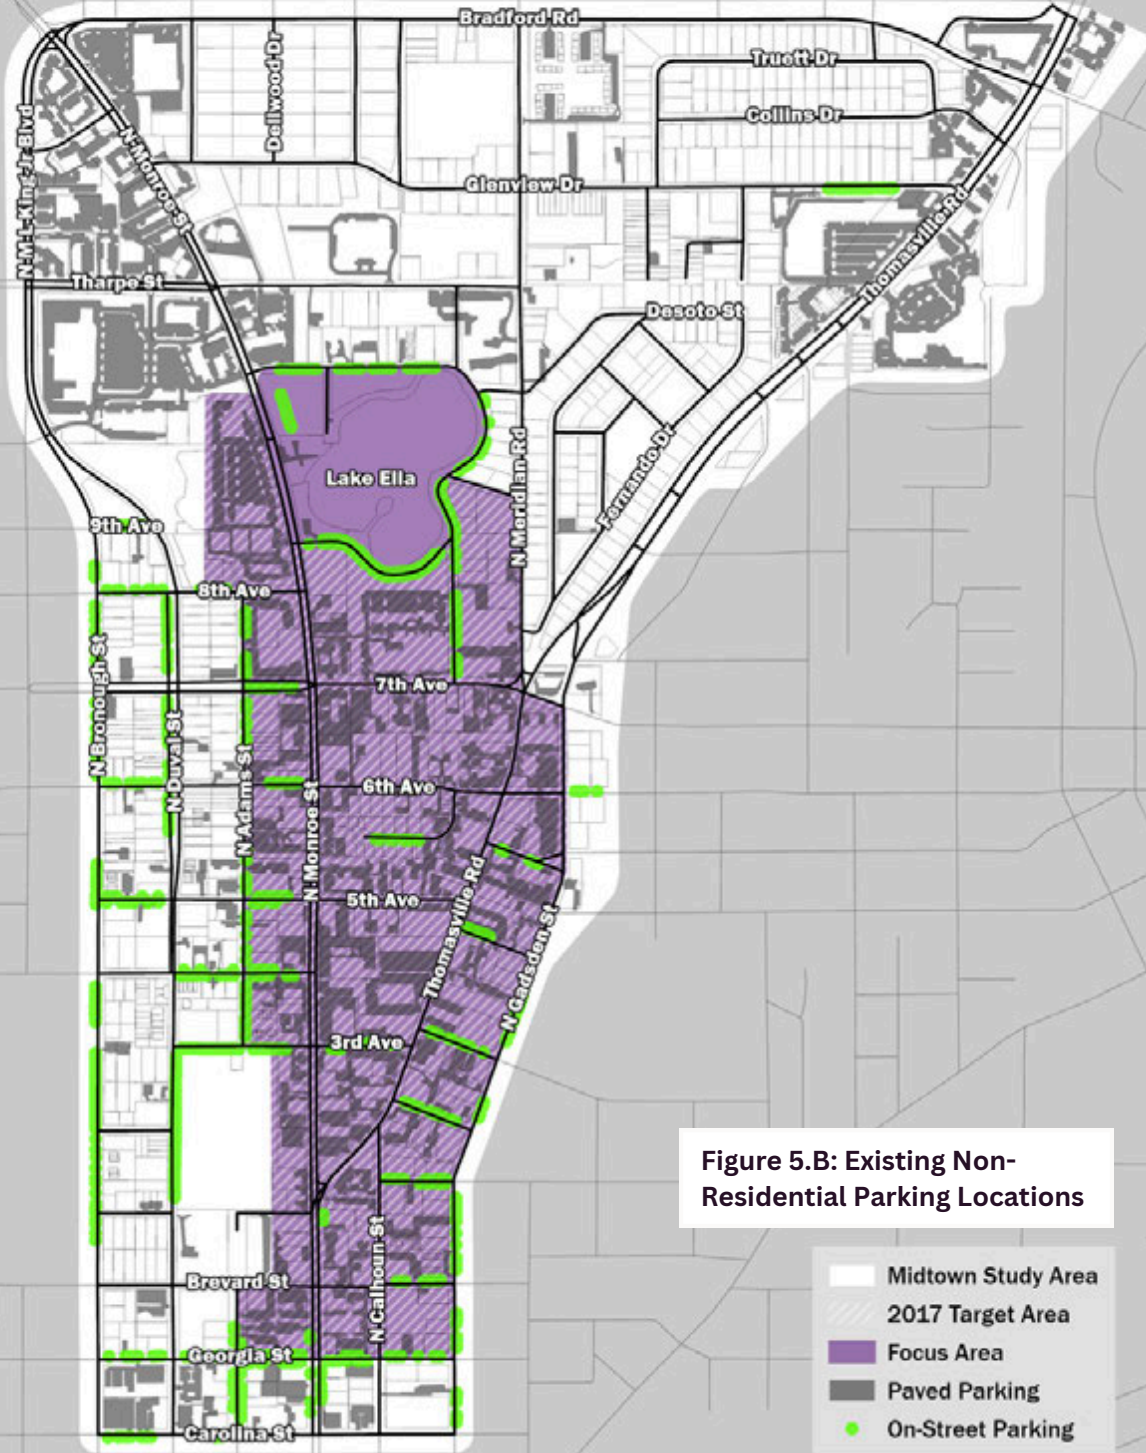 Bradford Rd
Truett Dr
Dellwood Dr
Collins Dr
N M L King Jr Blvd
N Monroe St
Glenview Dr
Thomasville Rd
Tharpe St
Desoto St
Lake Ella
N Meridian Rd
Fernando Dr
9th Ave
8th Ave
N Bronough St
7th Ave
N Duval St
N Adams St
6th Ave
N Monroe St
Thomasville Rd
5th Ave
N Gadsden St
3rd Ave
Figure 5.B: Existing Non-
Residential Parking Locations
N Calhoun St
Brevard St
Georgia St
Carolina St
Midtown Study Area
2017 Target Area
Focus Area
Paved Parking
On-Street Parking